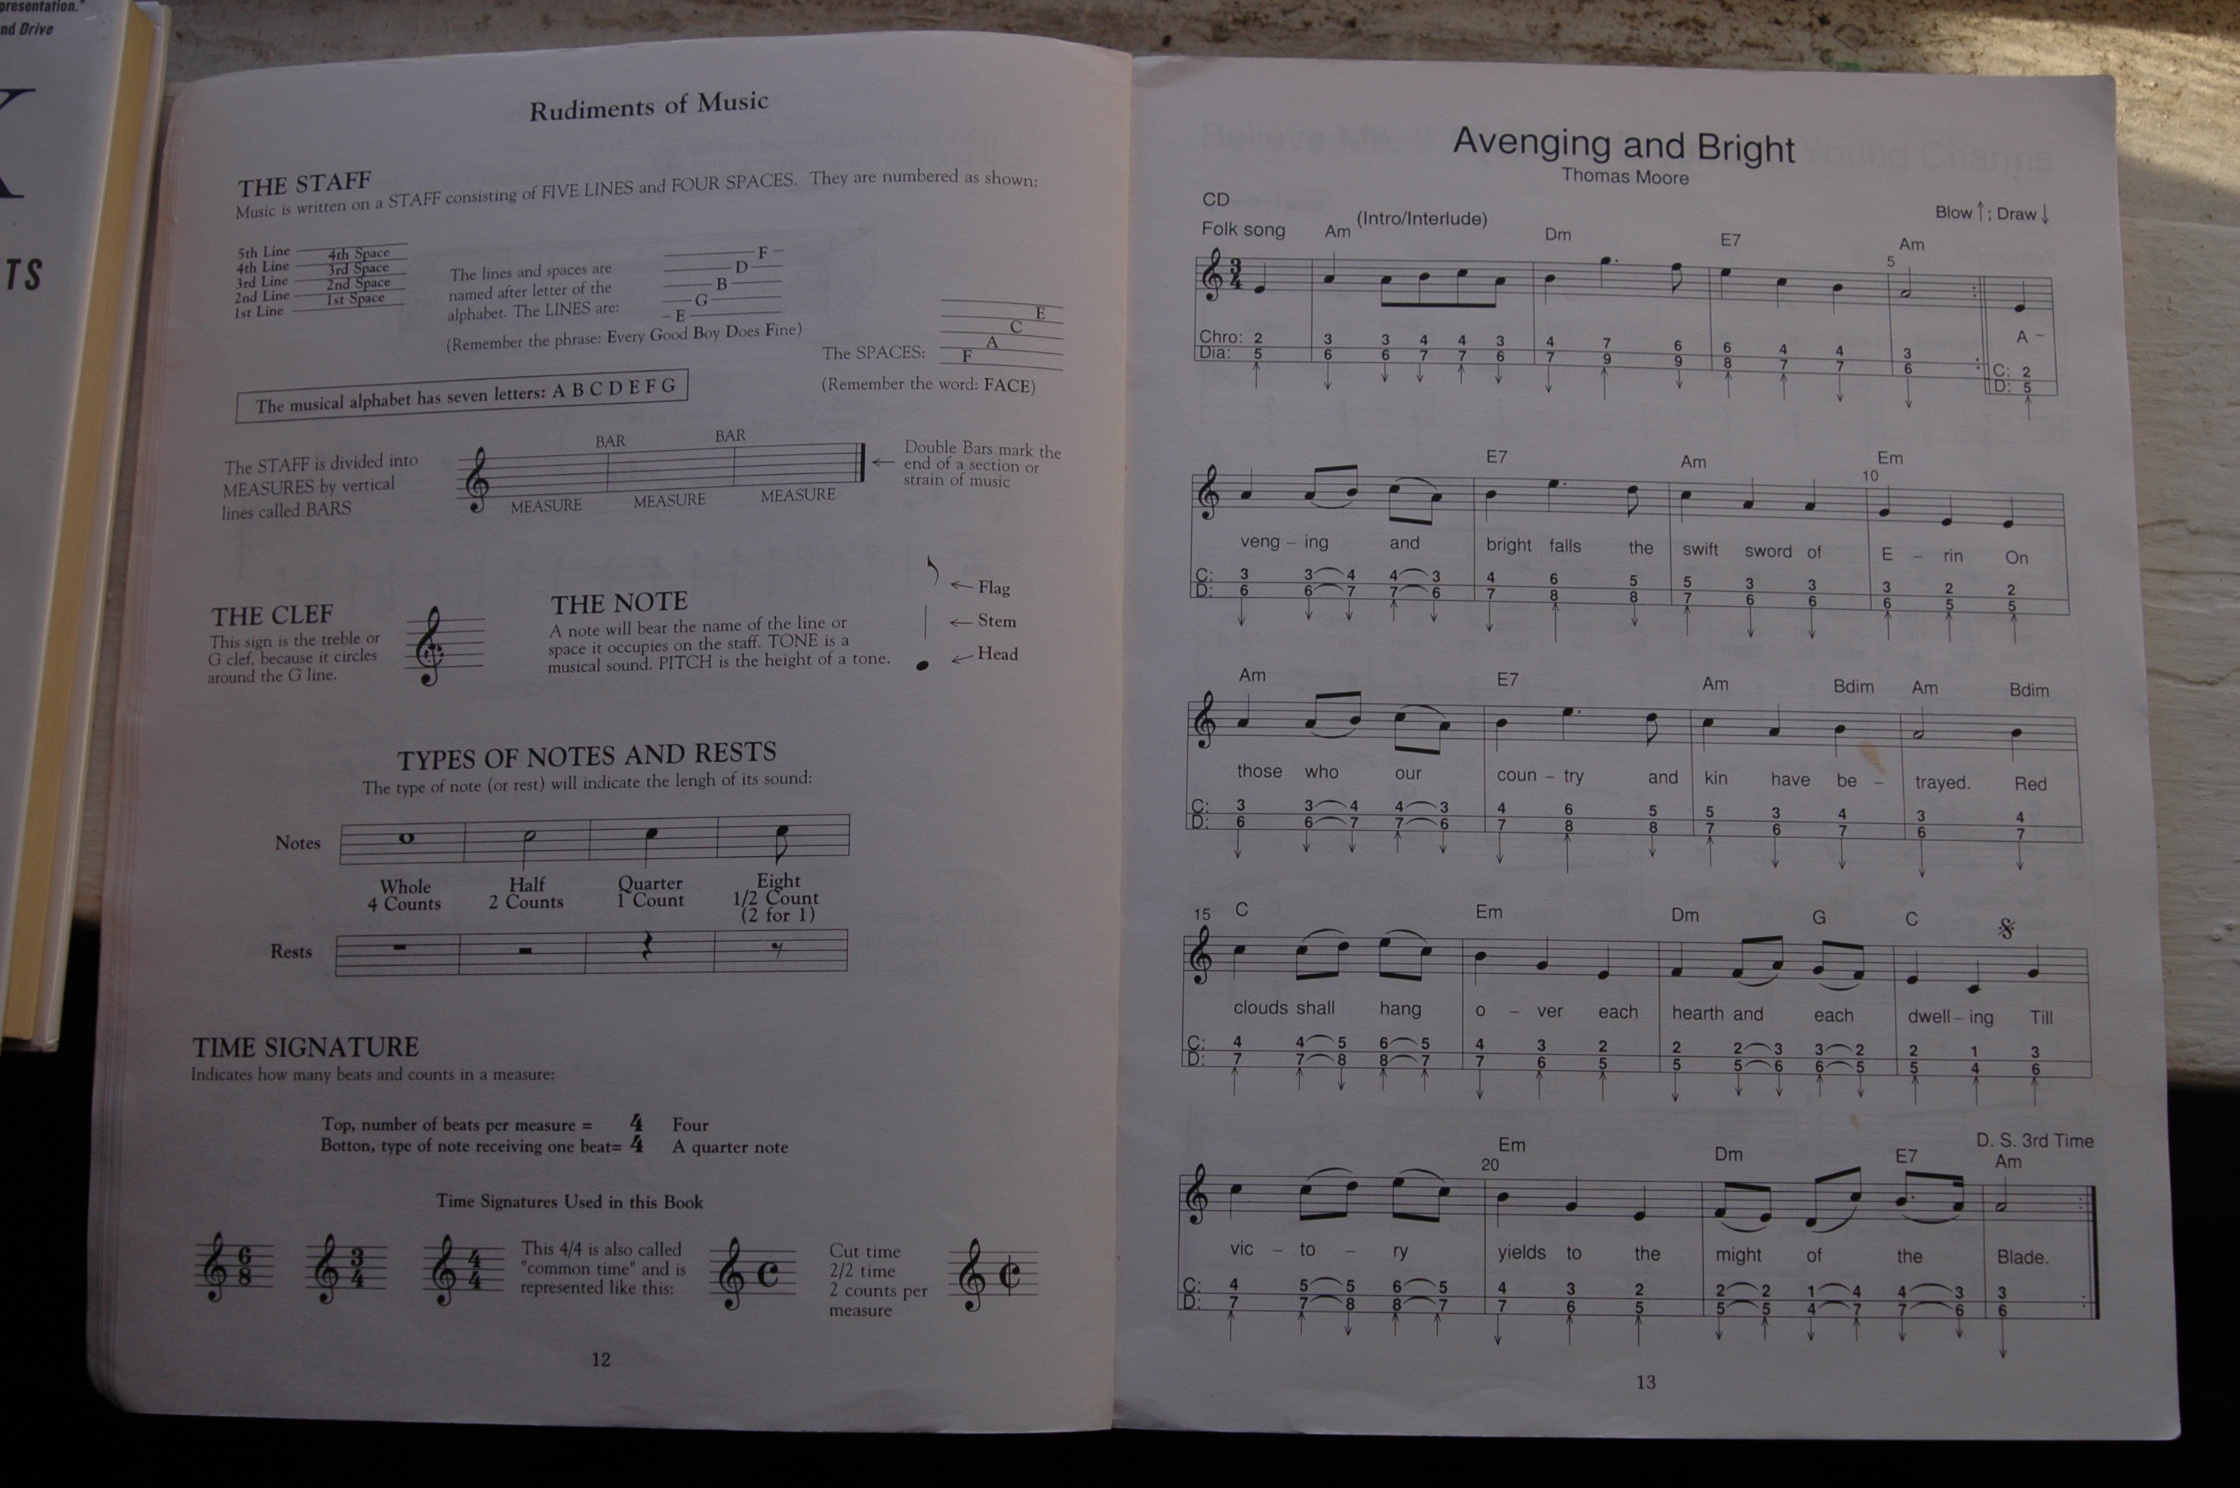 presentation."
nd Drive
K
TS
Rudiments of Music
THE STAFF
Music is written on a STAFF consisting of FIVE LINES and FOUR SPACES. They are numbered as shown:
5th Line 4th Space
4th Line 3rd Space
3rd Line 2nd Space
2nd Line 1st Space
1st Line
The lines and spaces are
named after letter of the
alphabet. The LINES are:
F
D
B
G
E
(Remember the phrase: Every Good Boy Does Fine)
The SPACES:
E
C
A
F
(Remember the word: FACE)
The musical alphabet has seven letters: A B C D E F G
The STAFF is divided into
MEASURES by vertical
lines called BARS
BAR BAR
MEASURE MEASURE MEASURE
Double Bars mark the
end of a section or
strain of music
THE CLEF
This sign is the treble or
G clef, because it circles
around the G line.
THE NOTE
A note will bear the name of the line or
space it occupies on the staff. TONE is a
musical sound. PITCH is the height of a tone.
Flag
Stem
Head
TYPES OF NOTES AND RESTS
The type of note (or rest) will indicate the lengh of its sound:
Notes
Whole Half Quarter Eight
4 Counts 2 Counts 1 Count 1/2 Count
(2 for 1)
Rests
TIME SIGNATURE
Indicates how many beats and counts in a measure:
Top, number of beats per measure = 4 Four
Botton, type of note receiving one beat= 4 A quarter note
Time Signatures Used in this Book
6 3 4
8 4 4
This 4/4 is also called
"common time" and is
represented like this:
Cut time
2/2 time
2 counts per
measure
12
Avenging and Bright
Thomas Moore
CD
Blow ↑; Draw ↓
Folk song Am (Intro/Interlude) Dm E7 Am
5
3
4
A –
Chro: 2 3 3 4 4 3 4 7 6 6 4 4 3
Dia: 5 6 6 7 7 6 7 9 9 8 7 7 6
C: 2
D: 5
E7 Am Em
10
veng – ing and bright falls the swift sword of E – rin On
C: 3 3 4 4 3 4 6 5 5 3 3 3 2 2
D: 6 6 7 7 6 7 8 8 7 6 6 6 5 5
Am E7 Am Bdim Am Bdim
those who our coun – try and kin have be – trayed. Red
C: 3 3 4 4 3 4 6 5 5 3 4 3 4
D: 6 6 7 7 6 7 8 8 7 6 7 6 7
15 C Em Dm G C
clouds shall hang o – ver each hearth and each dwell – ing Till
C: 4 4 5 6 5 4 3 2 2 2 3 3 2 2 1 3
D: 7 7 8 8 7 7 6 5 5 5 6 6 5 5 4 6
D. S. 3rd Time
Em Dm E7 Am
20
vic – to – ry yields to the might of the Blade.
C: 4 5 5 6 5 4 3 2 2 2 1 4 4 3 3
D: 7 7 8 8 7 7 6 5 5 5 4 7 7 6 6
13